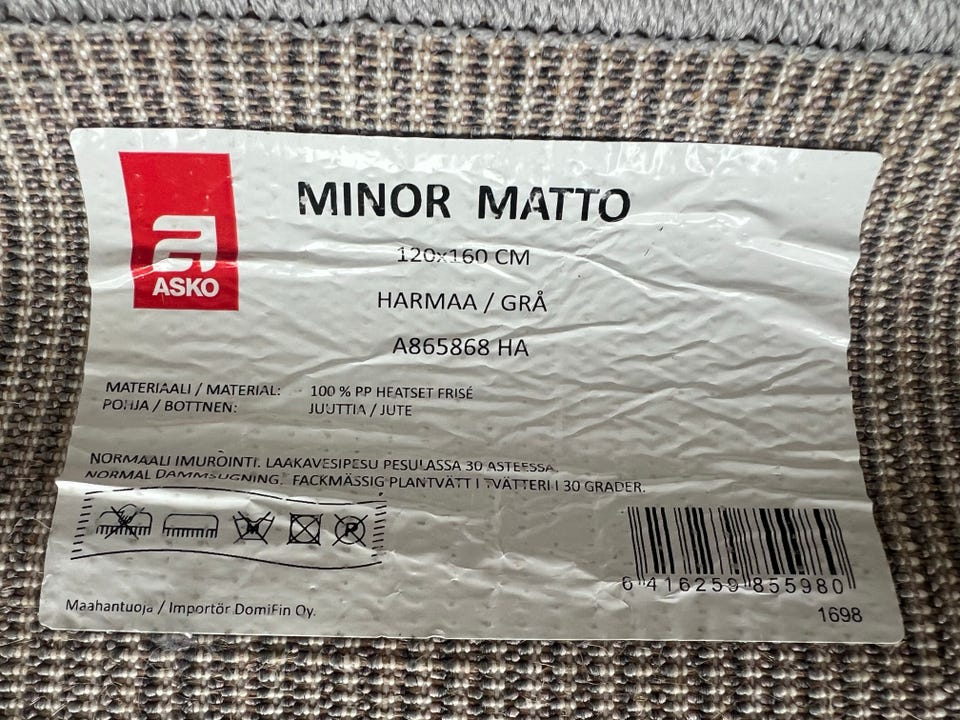 ASKO
MINOR MATTO
120x160 CM
HARMAA / GRÅ
A865868 HA
MATERIAALI / MATERIAL: 100 % PP HEATSET FRISÉ
POHJA / BOTTNEN: JUUTTIA / JUTE
NORMAALI IMUROINTI. LAAKAVESIPESU PESULASSA 30 ASTEESSA.
NORMAL DAMMSUGNING. FACKMÄSSIG PLANTVÄTT I TVÄTTERI I 30 GRADER.
6 416259 855980
1698
Maahantuoja / Importör DomiFin Oy.